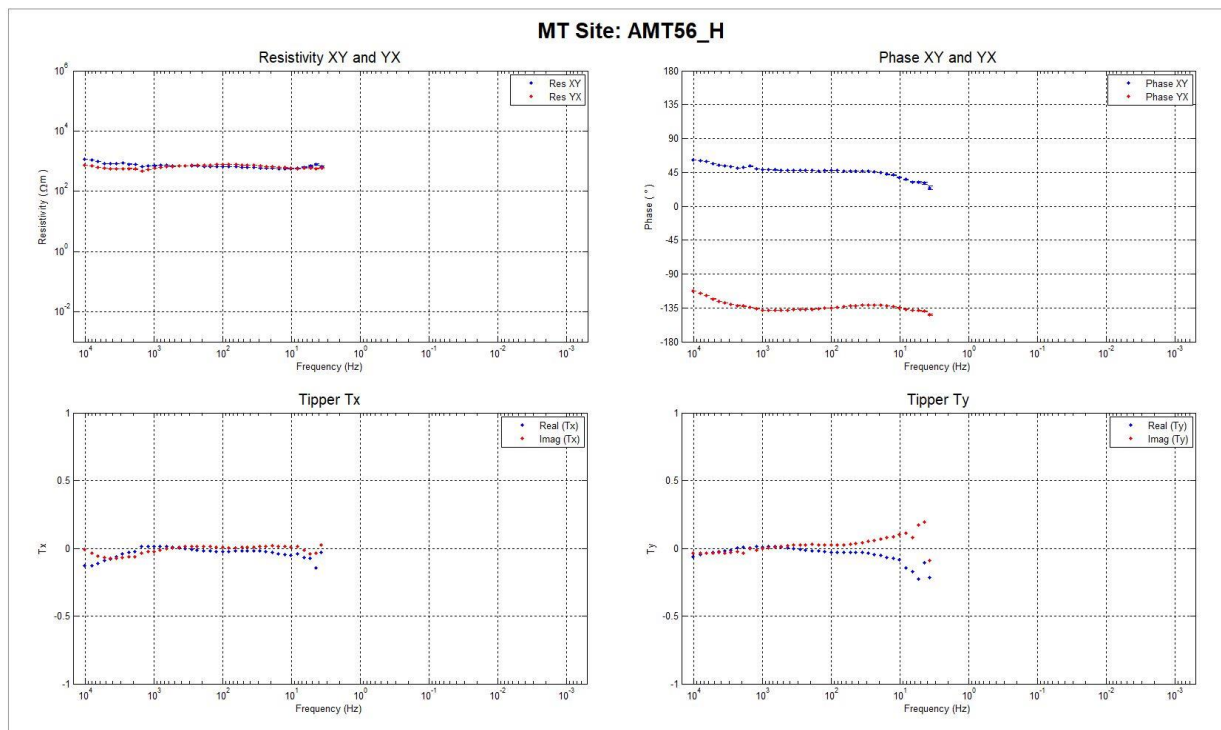 MT Site: AMT56_H
Resistivity XY and YX
10^6
10^4
10^2
10^0
10^-2
Resistivity (Ωm)
Res XY
Res YX
10^4 10^3 10^2 10^1 10^0 10^-1 10^-2 10^-3
Frequency (Hz)
Phase XY and YX
180
135
90
45
0
-45
-90
-135
-180
Phase (°)
Phase XY
Phase YX
10^4 10^3 10^2 10^1 10^0 10^-1 10^-2 10^-3
Frequency (Hz)
Tipper Tx
1
0.5
0
-0.5
-1
Tx
Real (Tx)
Imag (Tx)
10^4 10^3 10^2 10^1 10^0 10^-1 10^-2 10^-3
Frequency (Hz)
Tipper Ty
1
0.5
0
-0.5
-1
Ty
Real (Ty)
Imag (Ty)
10^4 10^3 10^2 10^1 10^0 10^-1 10^-2 10^-3
Frequency (Hz)